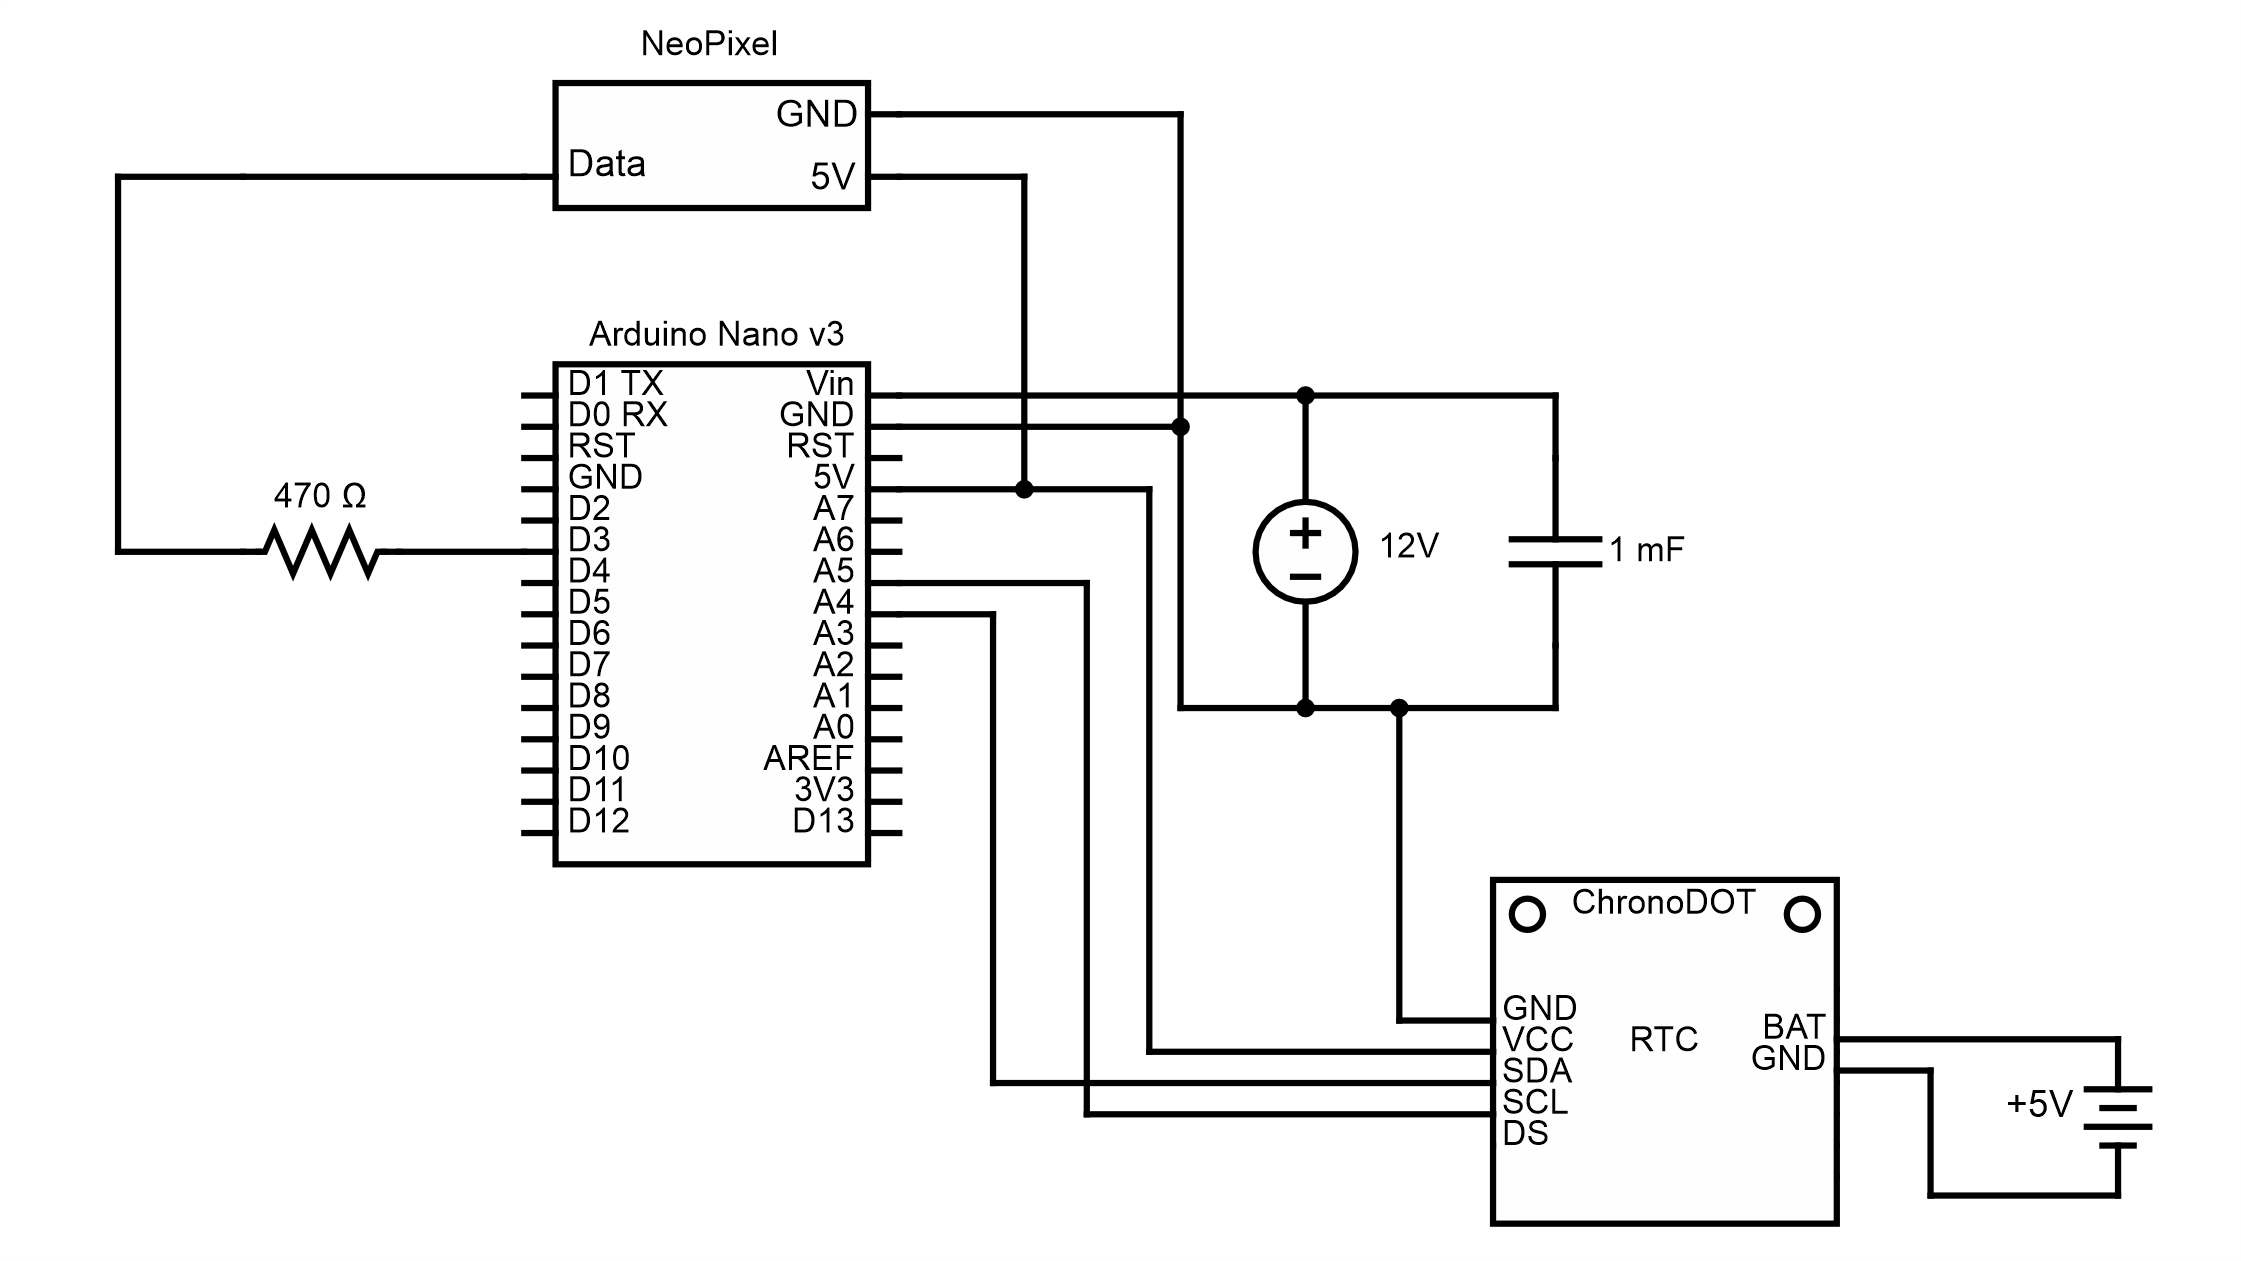 NeoPixel
GND
Data
5V
Arduino Nano v3
D1 TX
D0 RX
RST
GND
D2
D3
D4
D5
D6
D7
D8
D9
D10
D11
D12
Vin
GND
RST
5V
A7
A6
A5
A4
A3
A2
A1
A0
AREF
3V3
D13
470 Ω
12V
1 mF
ChronoDOT
RTC
GND
VCC
SDA
SCL
DS
BAT
GND
+5V